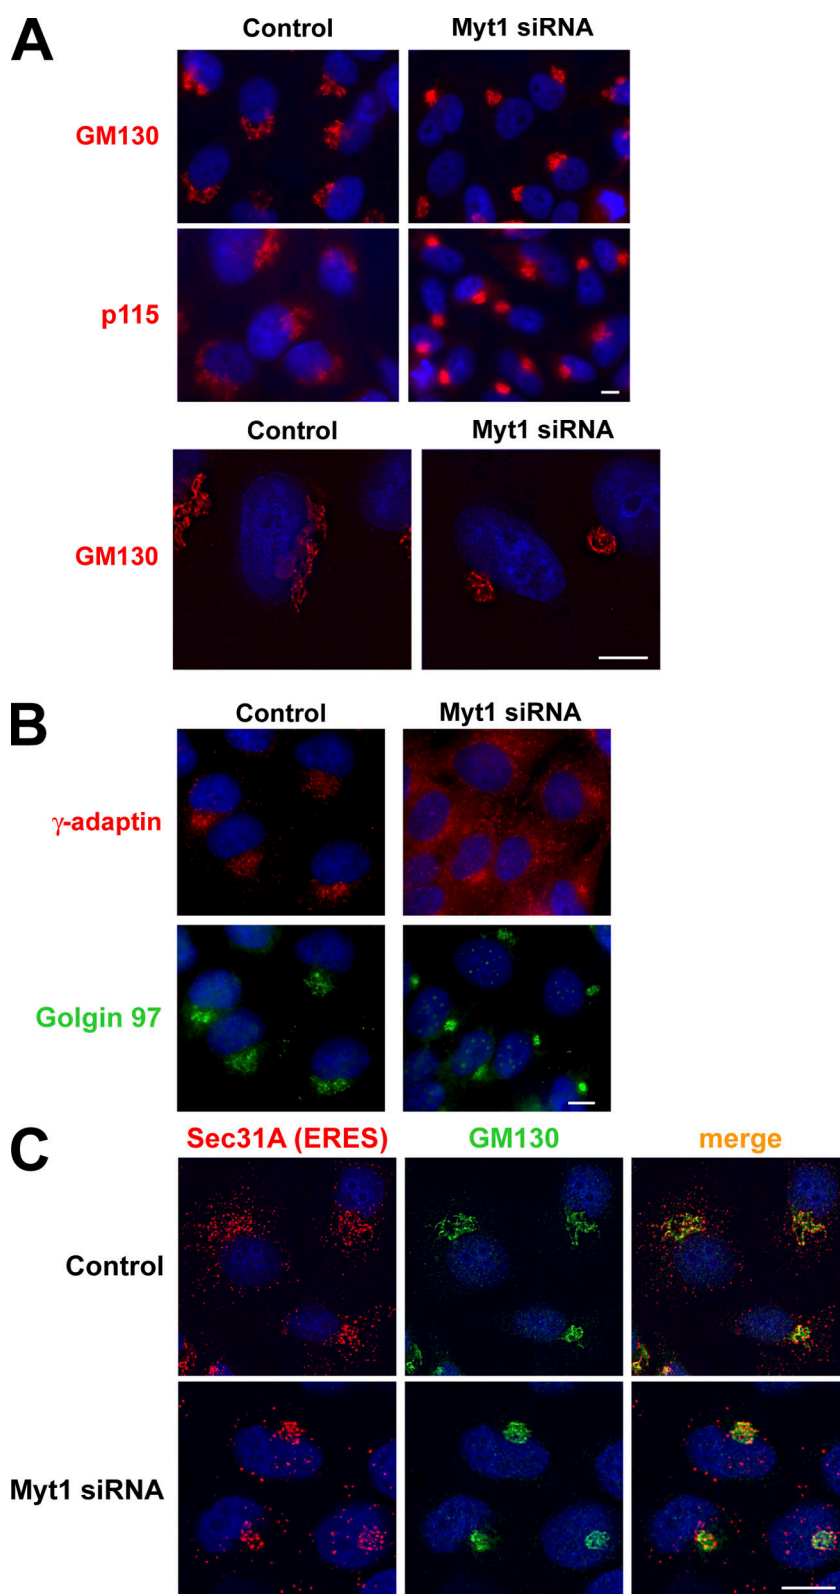 A
Control Myt1 siRNA
GM130
p115
Control Myt1 siRNA
GM130
B
Control Myt1 siRNA
γ-adaptin
Golgin 97
C
Sec31A (ERES) GM130 merge
Control
Myt1 siRNA